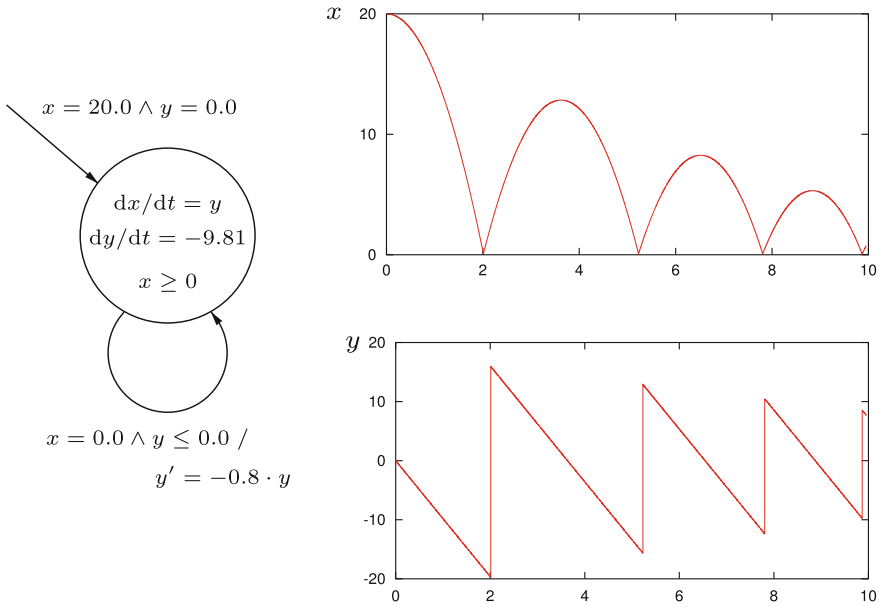 x = 20.0 ∧ y = 0.0
dx/dt = y
dy/dt = −9.81
x ≥ 0
x = 0.0 ∧ y ≤ 0.0 /
y′ = −0.8 · y
x
20
10
0
0 2 4 6 8 10
y
20
10
0
-10
-20
0 2 4 6 8 10